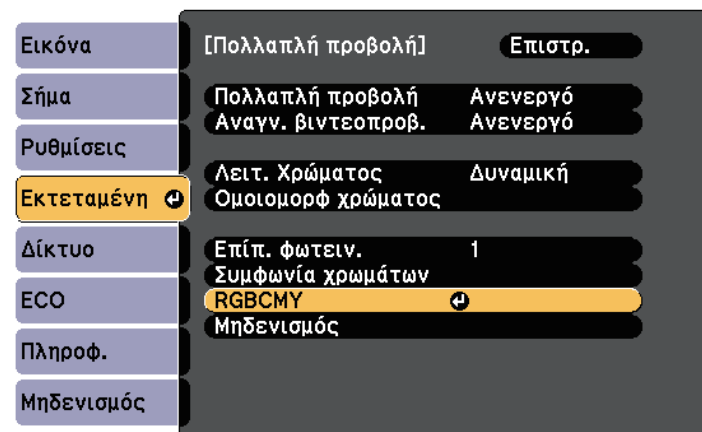 Εικόνα
Σήμα
Ρυθμίσεις
Εκτεταμένη
Δίκτυο
ECO
Πληροφ.
Μηδενισμός
[Πολλαπλή προβολή] Επιστρ.
Πολλαπλή προβολή Ανενεργό
Αναγν. βιντεοπροβ. Ανενεργό
Λειτ. Χρώματος Δυναμική
Ομοιομορφ χρώματος
Επίπ. φωτειν. 1
Συμφωνία χρωμάτων
RGBCMY
Μηδενισμός